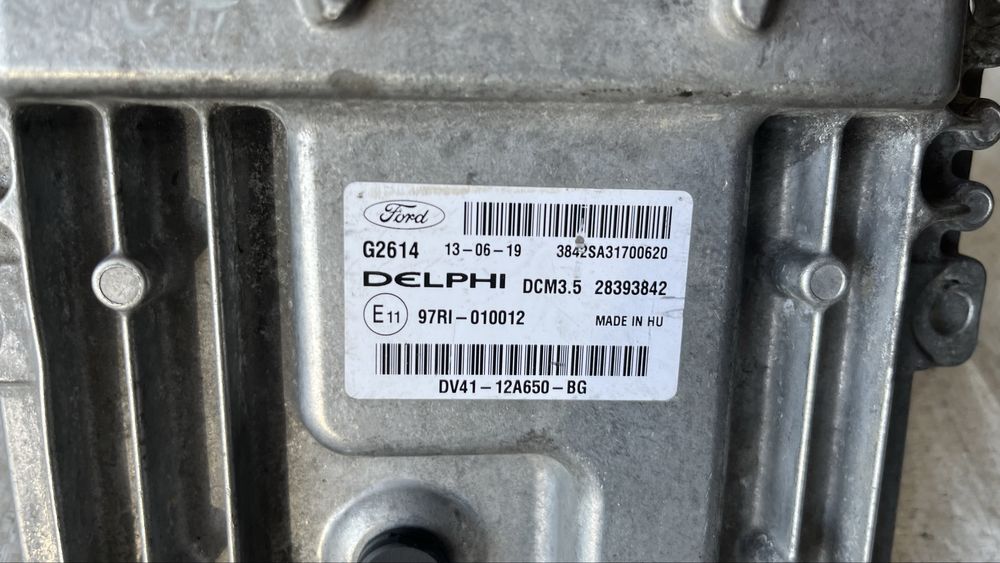 Ford
G2614 13-06-19 3842SA31700620
DELPHI DCM3.5 28393842
E11 97RI-010012 MADE IN HU
DV41-12A650-BG